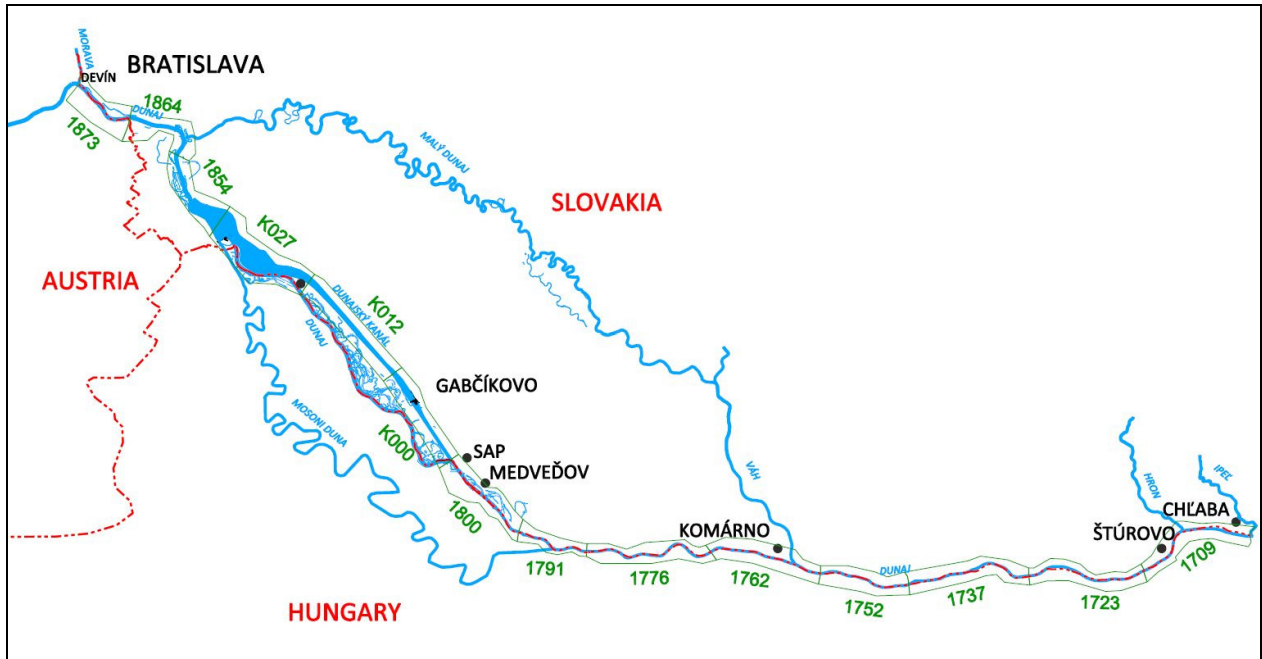 MORAVA
BRATISLAVA
DEVÍN
1864
DUNAJ
1873
MALÝ DUNAJ
1854
SLOVAKIA
K027
AUSTRIA
DUNAJSKÝ KANÁL
K012
DUNAJ
GABČÍKOVO
MOSONI DUNA
K000
SAP
MEDVEĎOV
VÁH
HRON
IPEĽ
1800
KOMÁRNO
CHĽABA
ŠTÚROVO
1791
1776
1762
DUNAJ
1709
1752
1737
1723
HUNGARY